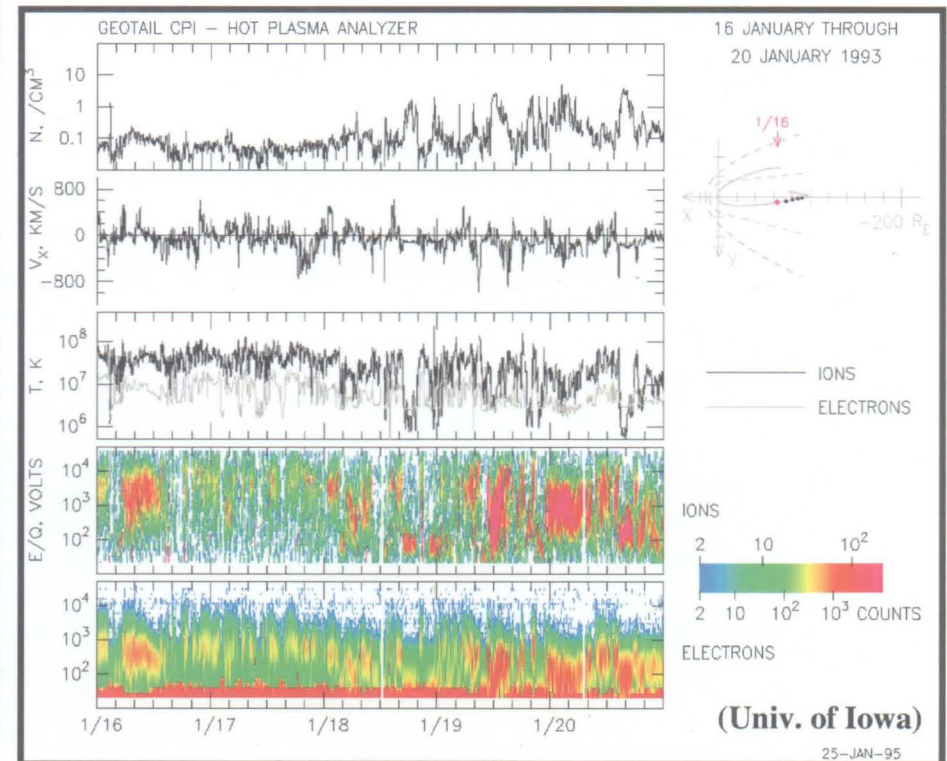 GEOTAIL CPI – HOT PLASMA ANALYZER
16 JANUARY THROUGH
20 JANUARY 1993
N, /CM³
10
1
0.1
Vx, KM/S
800
0
−800
T, K
10⁸
10⁷
10⁶
E/Q, VOLTS
10⁴
10³
10²
10⁴
10³
10²
1/16 1/17 1/18 1/19 1/20
1/16
X
−200 RE
Y
IONS
ELECTRONS
IONS
2 10 10²
2 10 10² 10³ COUNTS
ELECTRONS
(Univ. of Iowa)
25-JAN-95